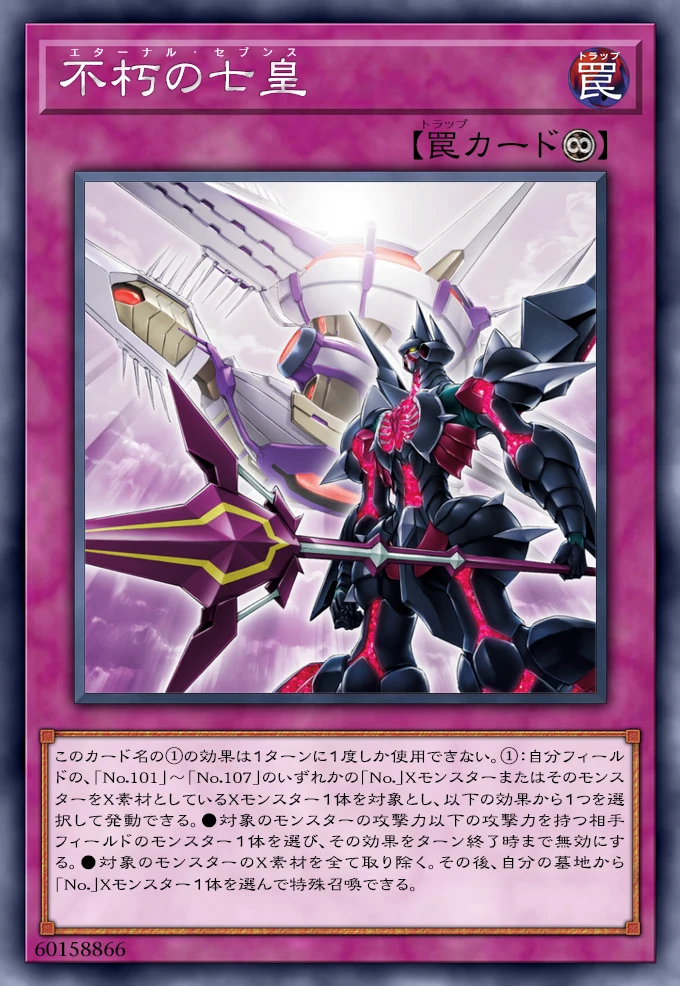 エターナル・セブンス
不朽の七皇
トラップ
罠
トラップ
【罠カード♾】
このカード名の①の効果は1ターンに1度しか使用できない。①:自分フィール
ドの、「No.101」～「No.107」のいずれかの「No.」Xモンスターまたはそのモンス
ターをX素材としているXモンスター1体を対象とし、以下の効果から1つを選
択して発動できる。●対象のモンスターの攻撃力以下の攻撃力を持つ相手
フィールドのモンスター1体を選び、その効果をターン終了時まで無効にす
る。●対象のモンスターのX素材を全て取り除く。その後、自分の墓地から
「No.」Xモンスター1体を選んで特殊召喚できる。
60158866